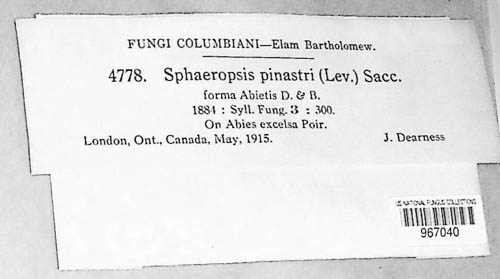 FUNGI COLUMBIANI—Elam Bartholomew.
4778. Sphaeropsis pinastri (Lev.) Sacc.
forma Abietis D. & B.
1884 : Syll. Fung. 3 : 300.
On Abies excelsa Poir.
London, Ont., Canada, May, 1915. J. Dearness
US NATIONAL FUNGUS COLLECTIONS
967040